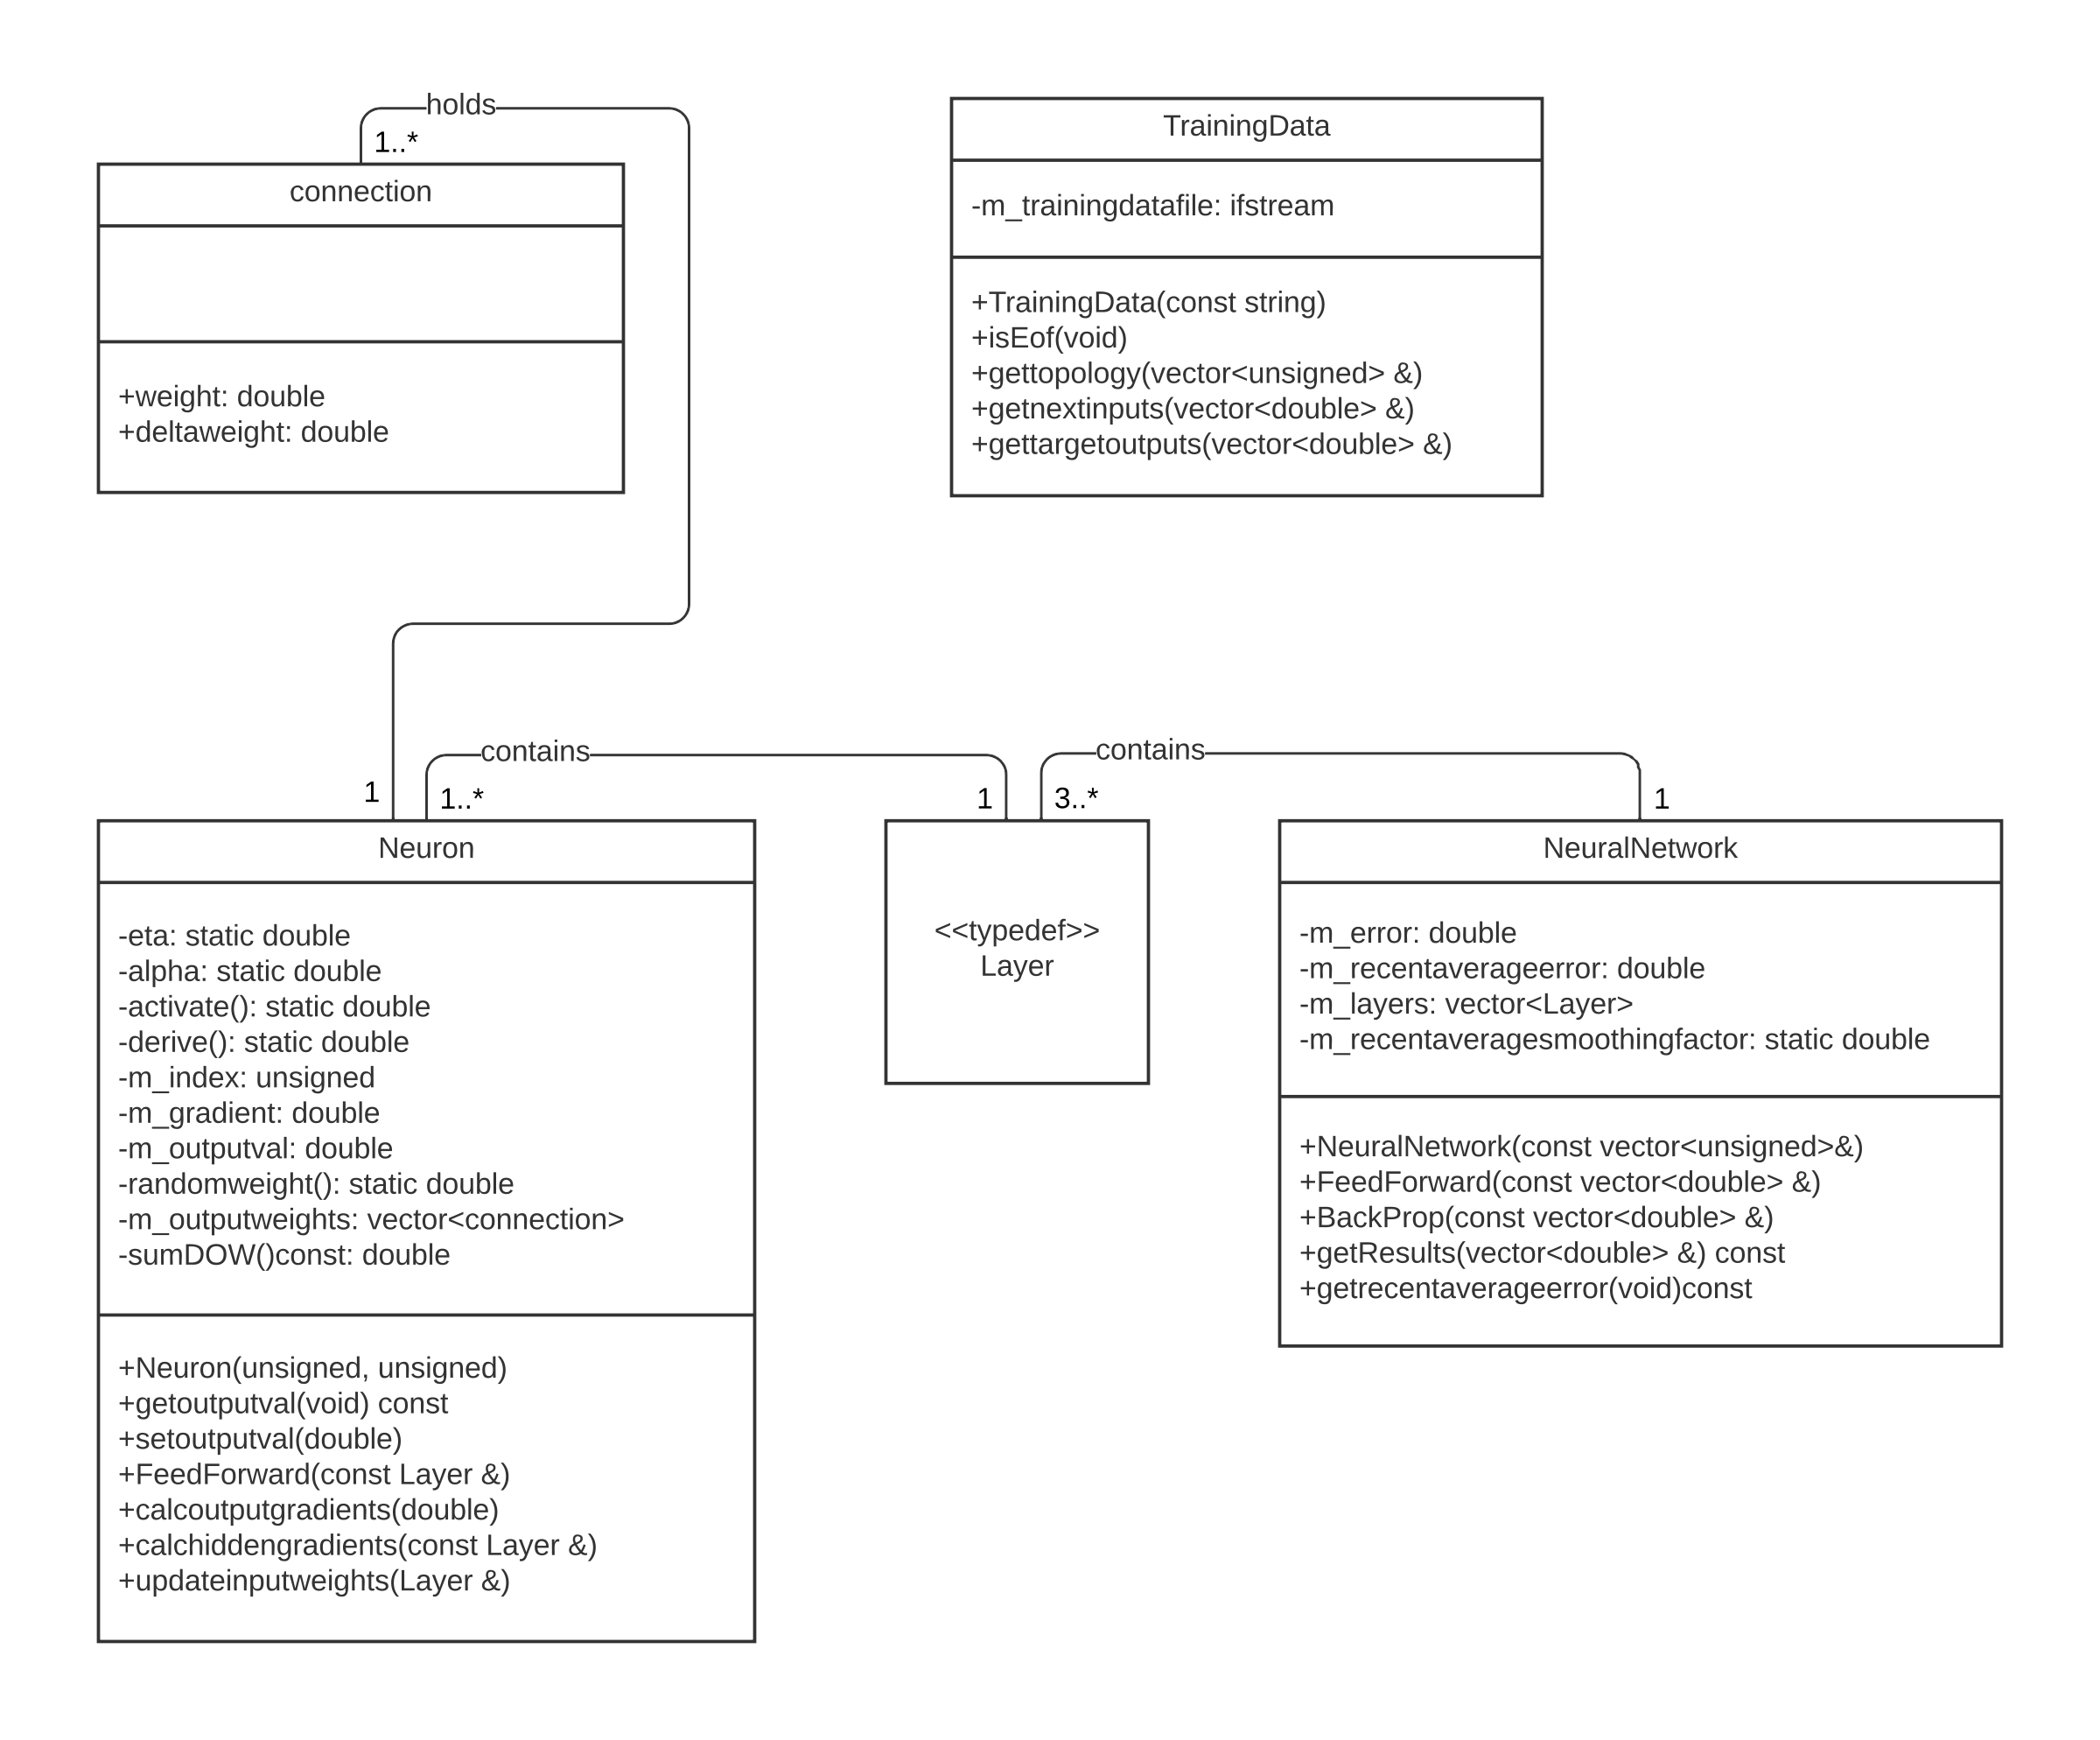 holds
1..*
connection
+weight: double
+deltaweight: double
TrainingData
-m_trainingdatafile: ifstream
+TrainingData(const string)
+isEof(void)
+gettopology(vector<unsigned> &)
+getnextinputs(vector<double> &)
+gettargetoutputs(vector<double> &)
contains
contains
1
1..*
1
3..*
1
Neuron
-eta: static double
-alpha: static double
-activate(): static double
-derive(): static double
-m_index: unsigned
-m_gradient: double
-m_outputval: double
-randomweight(): static double
-m_outputweights: vector<connection>
-sumDOW()const: double
+Neuron(unsigned, unsigned)
+getoutputval(void) const
+setoutputval(double)
+FeedForward(const Layer &)
+calcoutputgradients(double)
+calchiddengradients(const Layer &)
+updateinputweights(Layer &)
<<typedef>>
Layer
NeuralNetwork
-m_error: double
-m_recentaverageerror: double
-m_layers: vector<Layer>
-m_recentaveragesmoothingfactor: static double
+NeuralNetwork(const vector<unsigned>&)
+FeedForward(const vector<double> &)
+BackProp(const vector<double> &)
+getResults(vector<double> &) const
+getrecentaverageerror(void)const